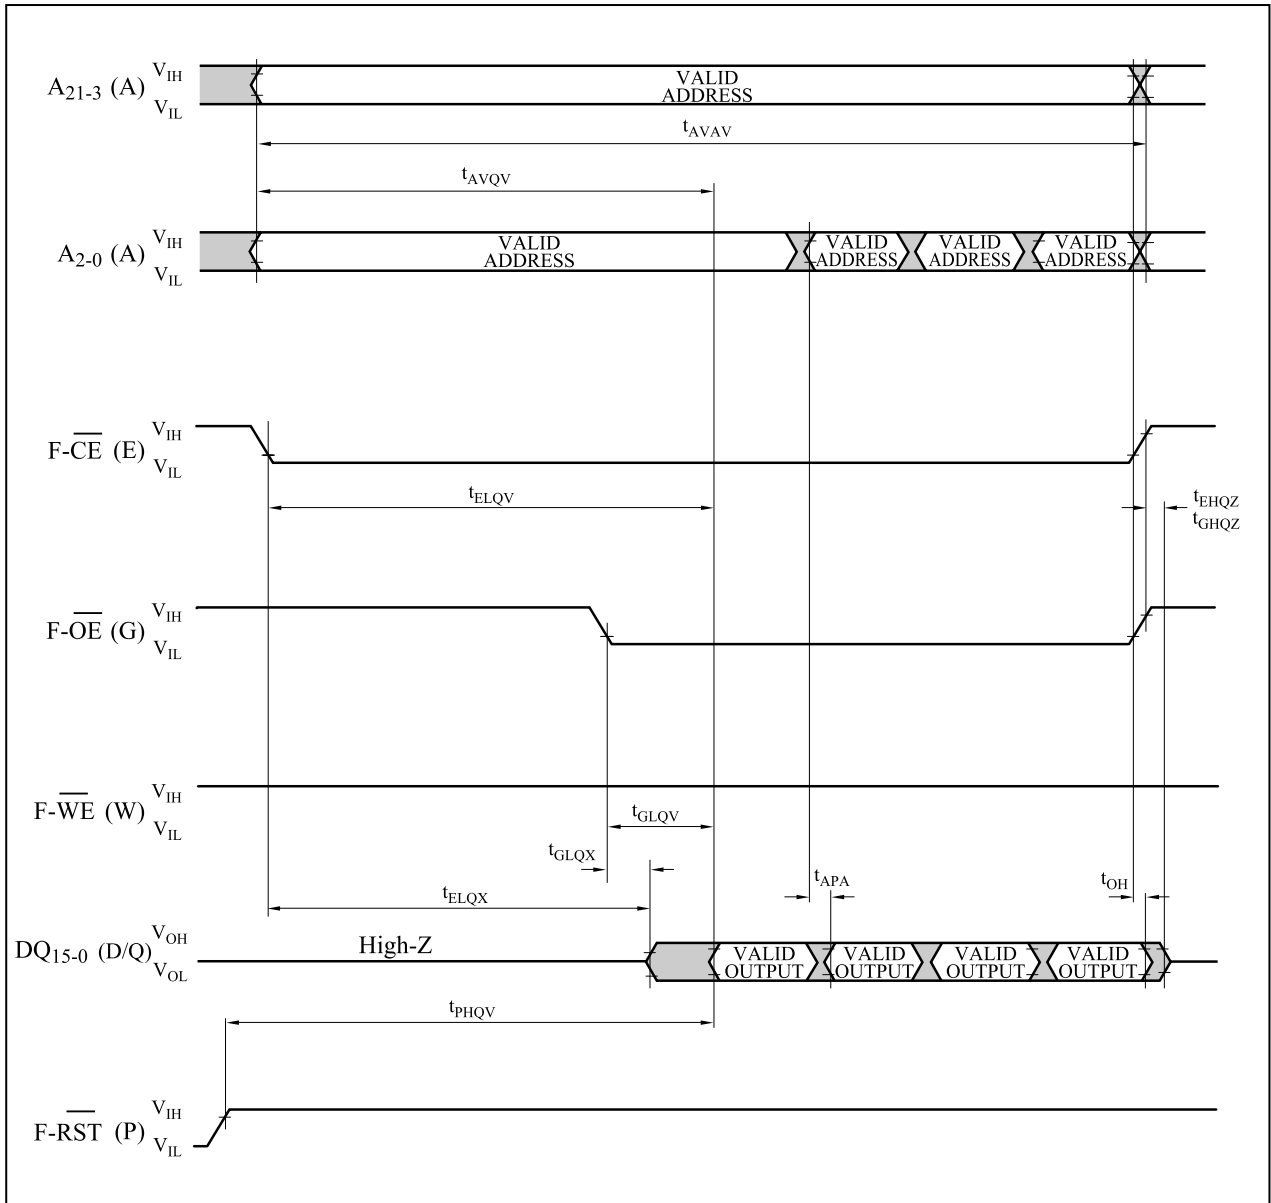 A21-3 (A) VIH VIL
VALID
ADDRESS
tAVAV
tAVQV
A2-0 (A) VIH VIL
VALID
ADDRESS
VALID
ADDRESS
VALID
ADDRESS
VALID
ADDRESS
F-CE (E) VIH VIL
tELQV
tEHQZ
tGHQZ
F-OE (G) VIH VIL
F-WE (W) VIH VIL
tGLQV
tGLQX
tELQX
tAPA
tOH
DQ15-0 (D/Q) VOH VOL
High-Z
VALID
OUTPUT
VALID
OUTPUT
VALID
OUTPUT
VALID
OUTPUT
tPHQV
F-RST (P) VIH VIL